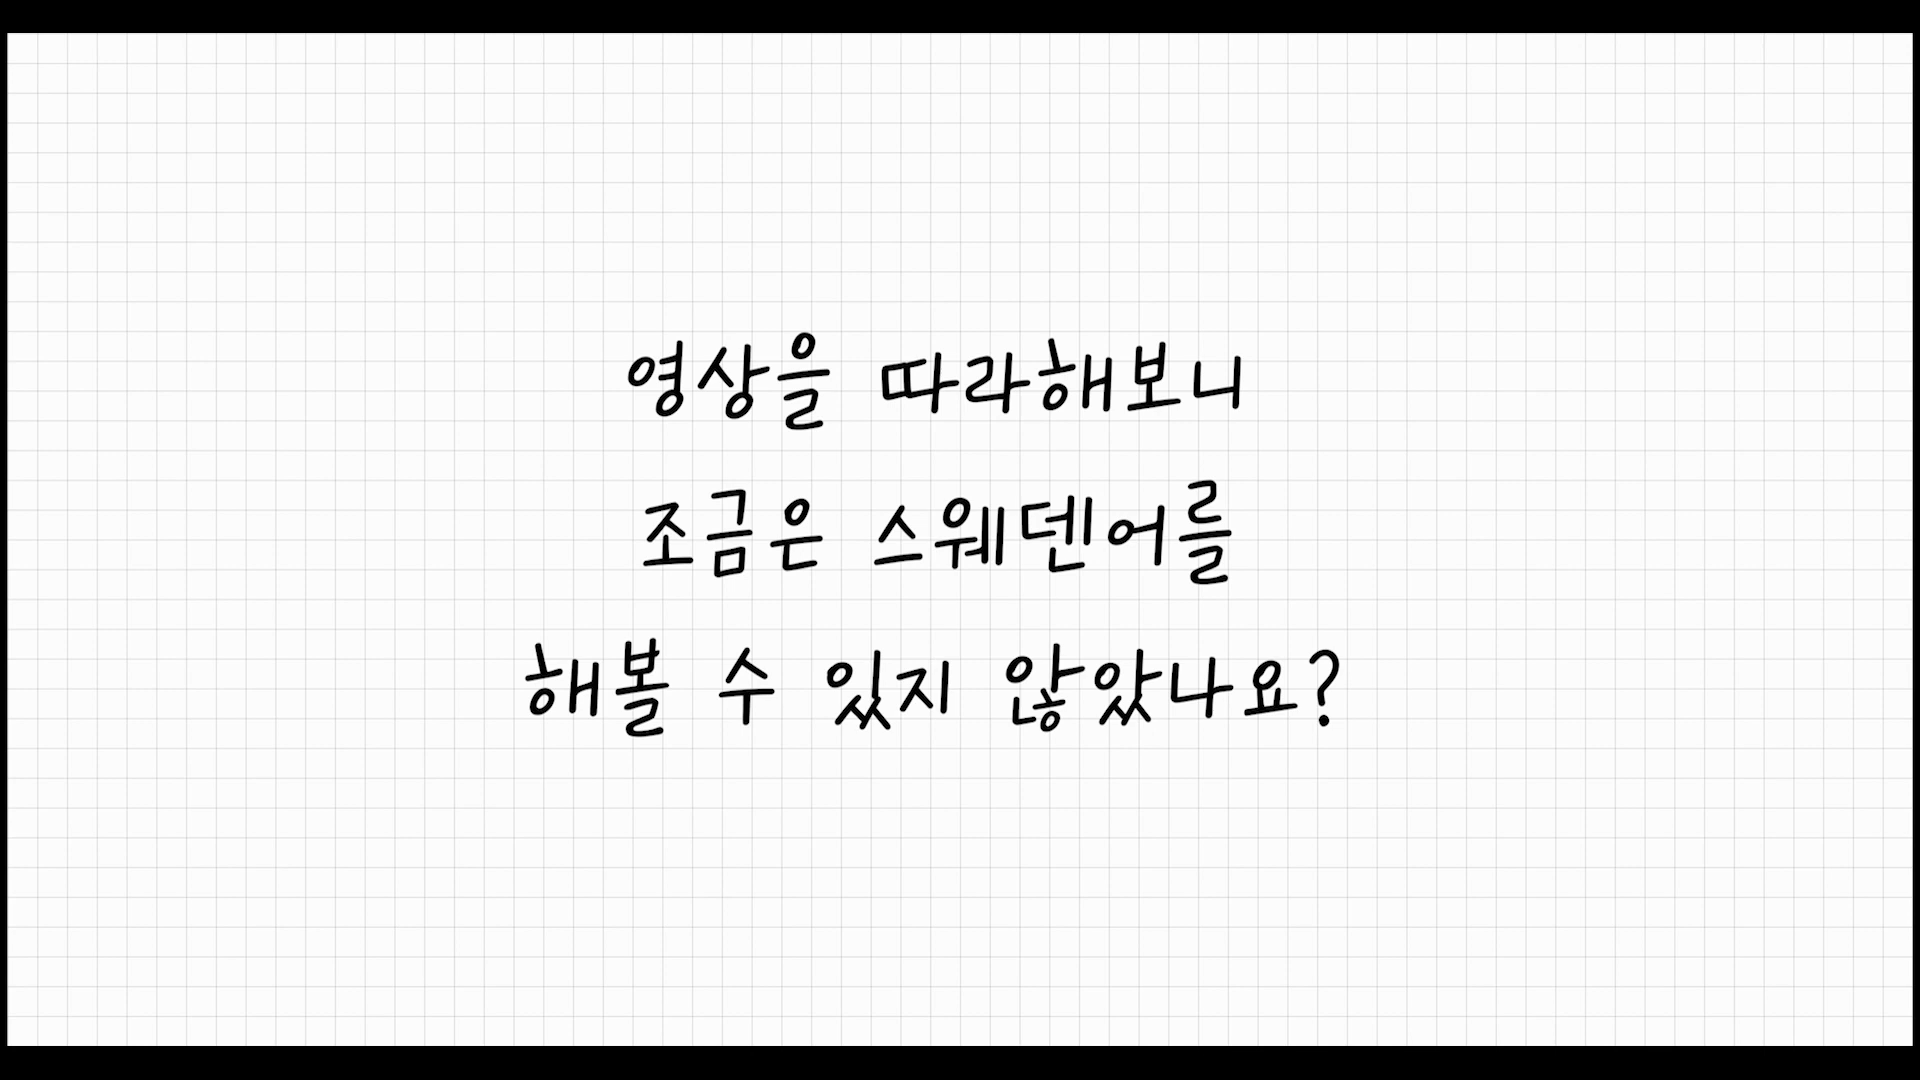 영상을 따라해보니
조금은 스웨덴어를
해볼 수 있지 않았나요?